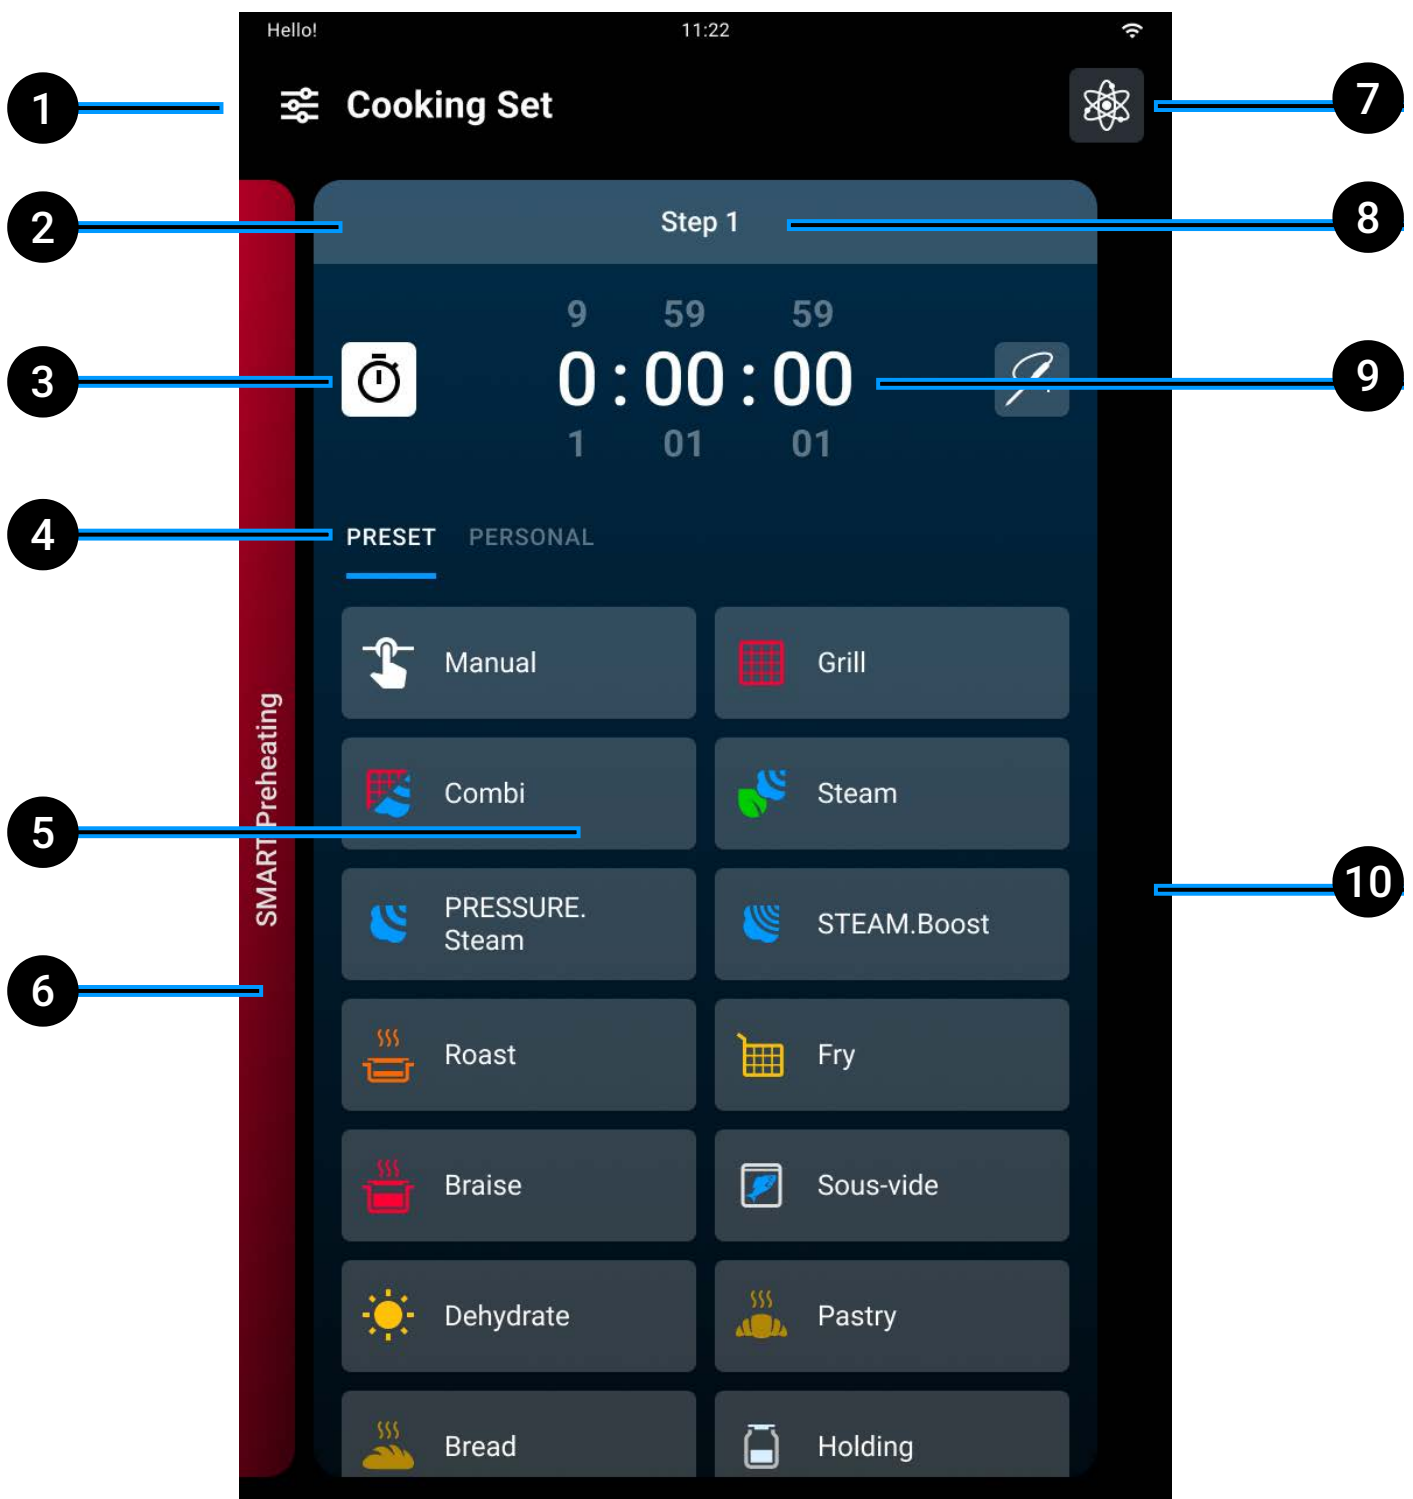 Hello!
11:22
1
Cooking Set
7
2
Step 1
8
9 59 59
3
0 : 00 : 00
9
1 01 01
4
PRESET PERSONAL
Manual
Grill
Combi
Steam
5
SMART Preheating
10
PRESSURE.
Steam
STEAM.Boost
6
Roast
Fry
Braise
Sous-vide
Dehydrate
Pastry
Bread
Holding